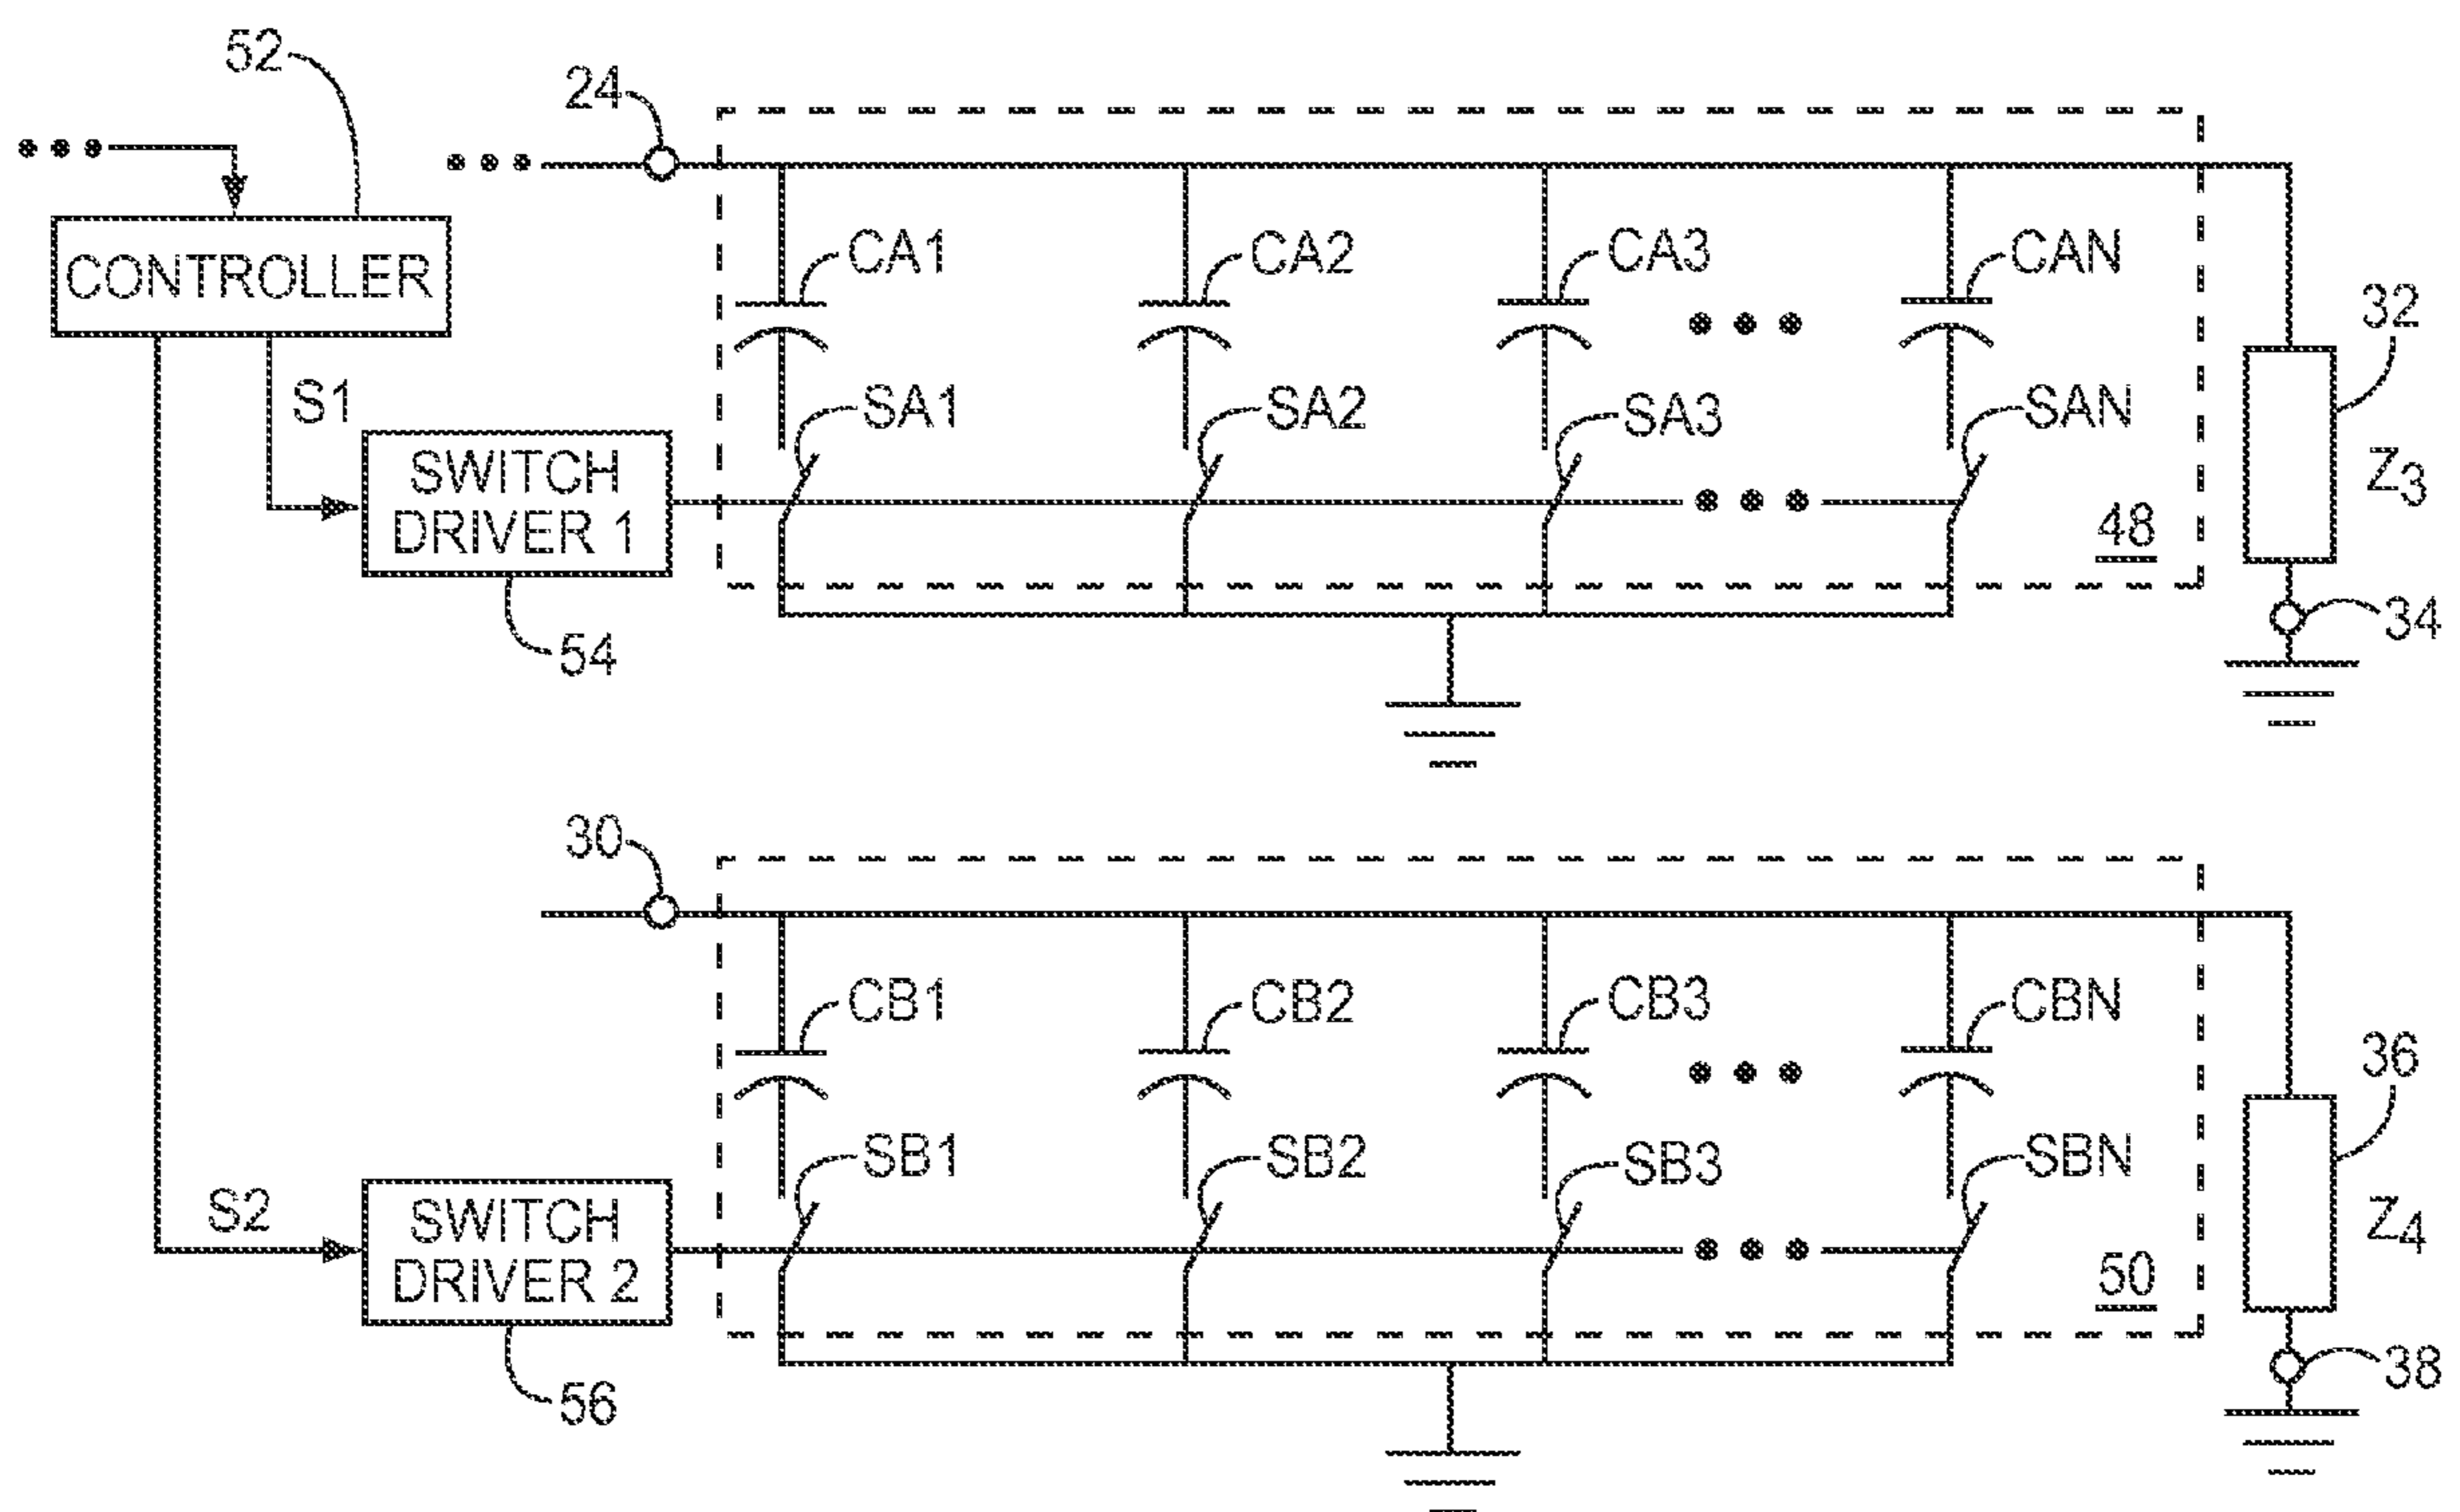 52
24
CONTROLLER
CA1
CA2
CA3
CAN
32
S1
SA1
SA2
SA3
SAN
Z3
SWITCH
DRIVER 1
48
54
34
30
CB1
CB2
CB3
CBN
36
SB1
SB2
SB3
SBN
S2
SWITCH
DRIVER 2
Z4
50
56
38